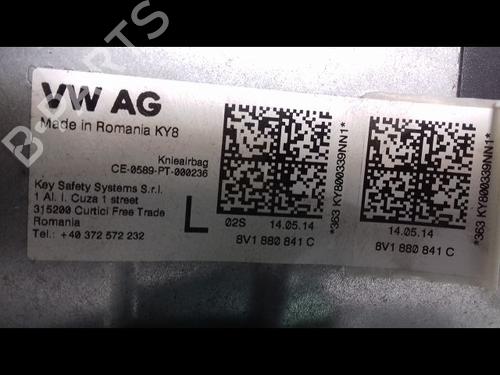 VW AG
Made in Romania KY8
Knieairbag
CE-0589-PT-000236
Key Safety Systems S.r.l.
1 Al. I. Cuza 1 street
315200 Curtici Free Trade
Romania
Tel.: +40 372 572 232
L
02S 14.05.14
8V1 880 841 C
*363 KY800339NN1*
14.05.14
8V1 880 841 C
*363 KY800339NN1*
B-PARTS